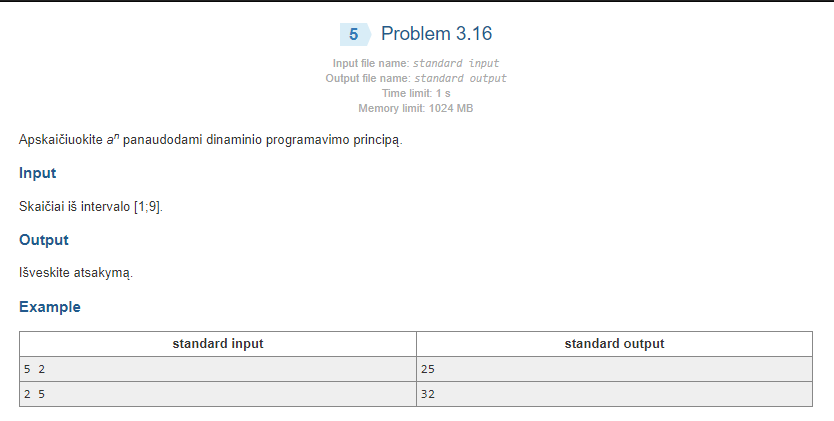 5 Problem 3.16
Input file name: standard input
Output file name: standard output
Time limit: 1 s
Memory limit: 1024 MB
Apskaičiuokite aⁿ panaudodami dinaminio programavimo principą.
Input
Skaičiai iš intervalo [1;9].
Output
Išveskite atsakymą.
Example
standard input standard output
5 2 25
2 5 32